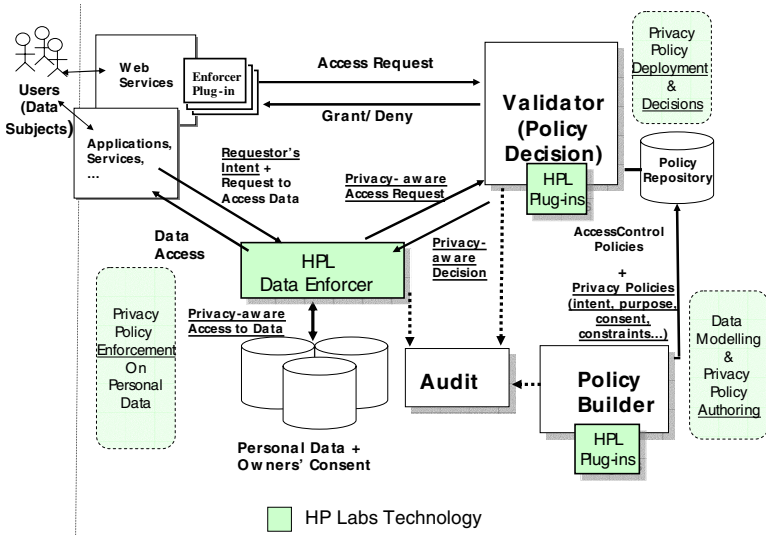 Users
(Data
Subjects)
Web
Services
Enforcer
Plug-in
Applications,
Services,
...
Access Request
Grant/ Deny
Validator
(Policy
Decision)
HPL
Plug-ins
Privacy
Policy
Deployment
&
Decisions
Policy
Repository
Requestor's
Intent +
Request to
Access Data
Privacy- aware
Access Request
Data
Access
Privacy-
aware
Decision
HPL
Data Enforcer
AccessControl
Policies
+
Privacy Policies
(intent, purpose,
consent,
constraints...)
Privacy
Policy
Enforcement
On
Personal
Data
Privacy-aware
Access to Data
Personal Data +
Owners' Consent
Audit
Policy
Builder
HPL
Plug-ins
Data
Modelling
&
Privacy
Policy
Authoring
HP Labs Technology